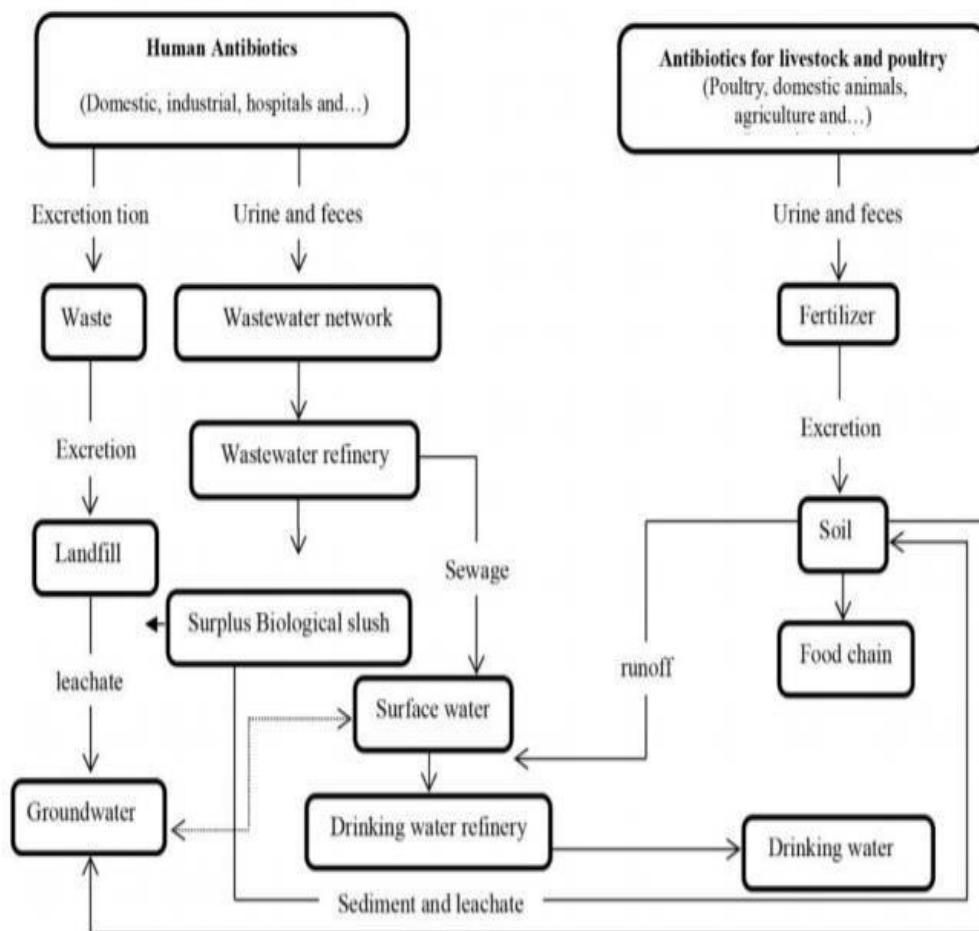 Human Antibiotics
(Domestic, industrial, hospitals and…)
Antibiotics for livestock and poultry
(Poultry, domestic animals,
agriculture and…)
Excretion tion
Urine and feces
Urine and feces
Waste
Wastewater network
Fertilizer
Excretion
Wastewater refinery
Excretion
Landfill
Sewage
Soil
Surplus Biological slush
Food chain
leachate
runoff
Surface water
Groundwater
Drinking water refinery
Drinking water
Sediment and leachate